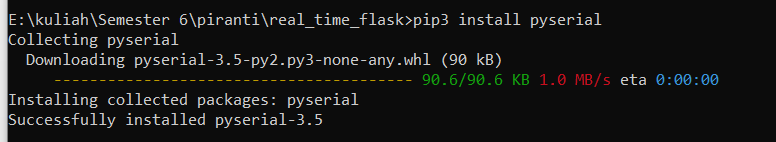 E:\kuliah\Semester 6\piranti\real_time_flask>pip3 install pyserial
Collecting pyserial
  Downloading pyserial-3.5-py2.py3-none-any.whl (90 kB)
     ---------------------------------------- 90.6/90.6 KB 1.0 MB/s eta 0:00:00
Installing collected packages: pyserial
Successfully installed pyserial-3.5